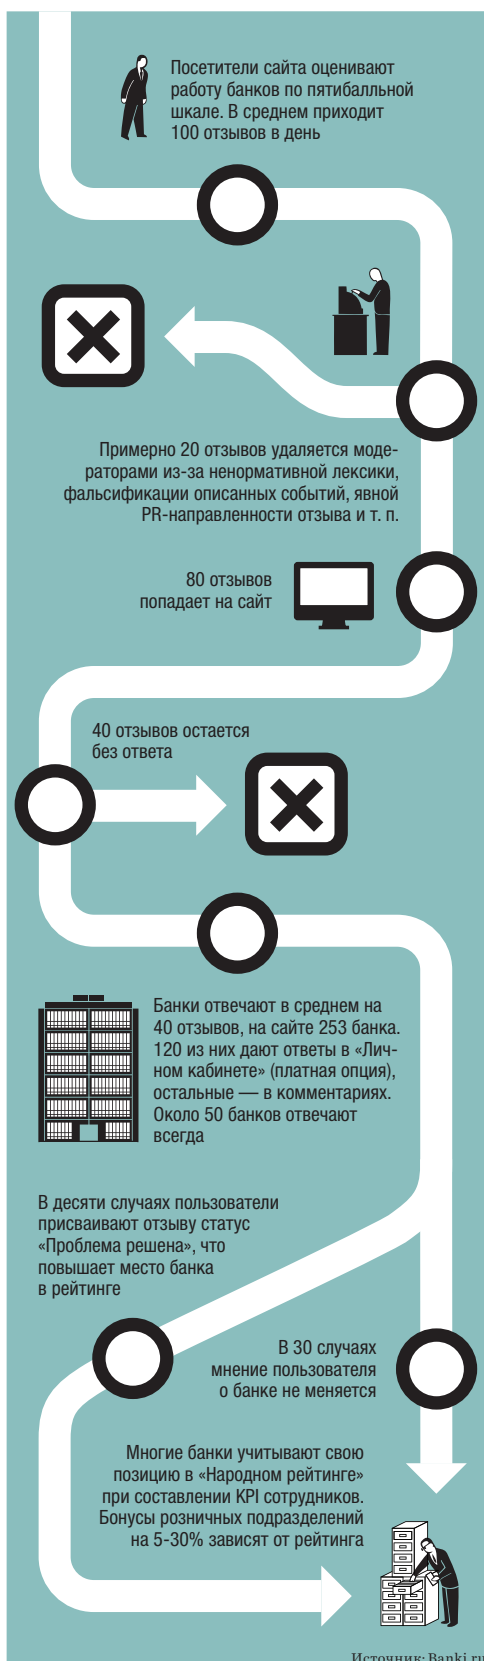 Посетители сайта оценивают
работу банков по пятибалльной
шкале. В среднем приходит
100 отзывов в день
Примерно 20 отзывов удаляется моде-
раторами из-за ненормативной лексики,
фальсификации описанных событий, явной
PR-направленности отзыва и т. п.
80 отзывов
попадает на сайт
40 отзывов остается
без ответа
Банки отвечают в среднем на
40 отзывов, на сайте 253 банка.
120 из них дают ответы в «Лич-
ном кабинете» (платная опция),
остальные — в комментариях.
Около 50 банков отвечают
всегда
В десяти случаях пользователи
присваивают отзыву статус
«Проблема решена», что
повышает место банка
в рейтинге
В 30 случаях
мнение пользователя
о банке не меняется
Многие банки учитывают свою
позицию в «Народном рейтинге»
при составлении KPI сотрудников.
Бонусы розничных подразделений
на 5-30% зависят от рейтинга
Источник: Banki.ru